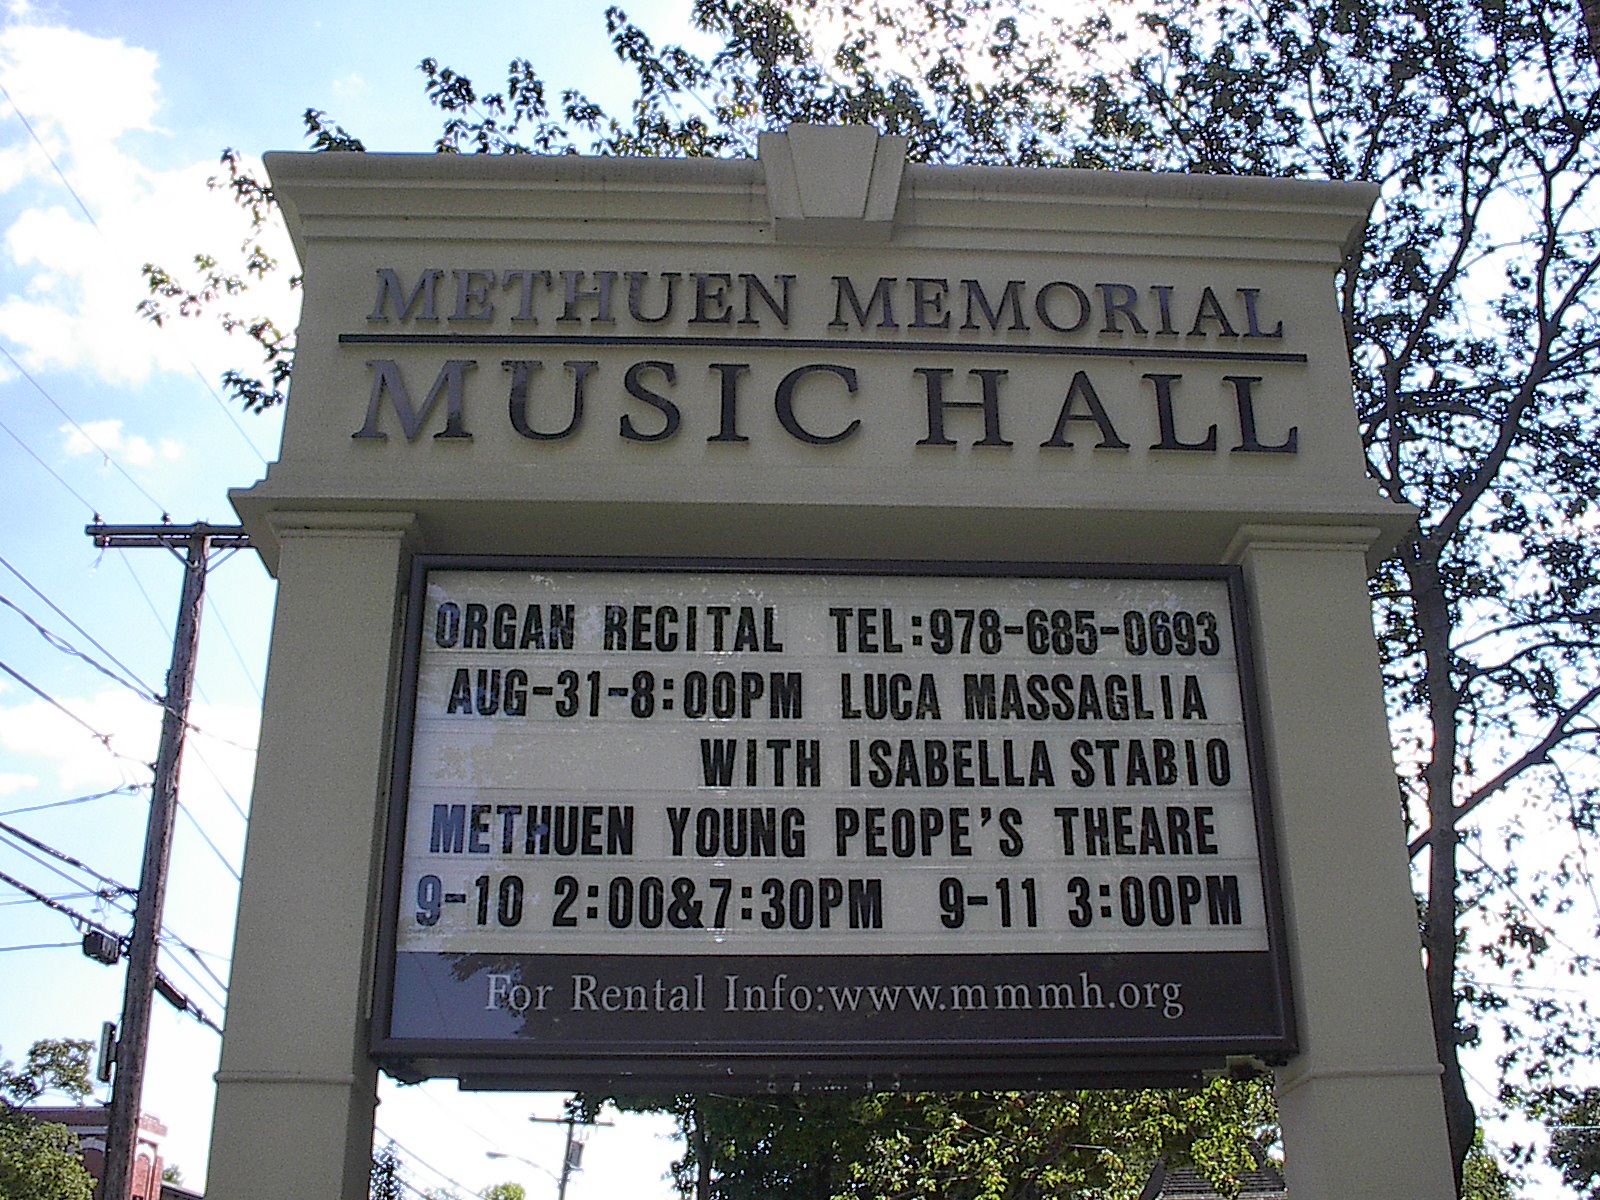 METHUEN MEMORIAL
MUSIC HALL
ORGAN RECITAL TEL:978-685-0693
AUG-31-8:00PM LUCA MASSAGLIA
WITH ISABELLA STABIO
METHUEN YOUNG PEOPE'S THEARE
9-10 2:00&7:30PM 9-11 3:00PM
For Rental Info:www.mmmh.org